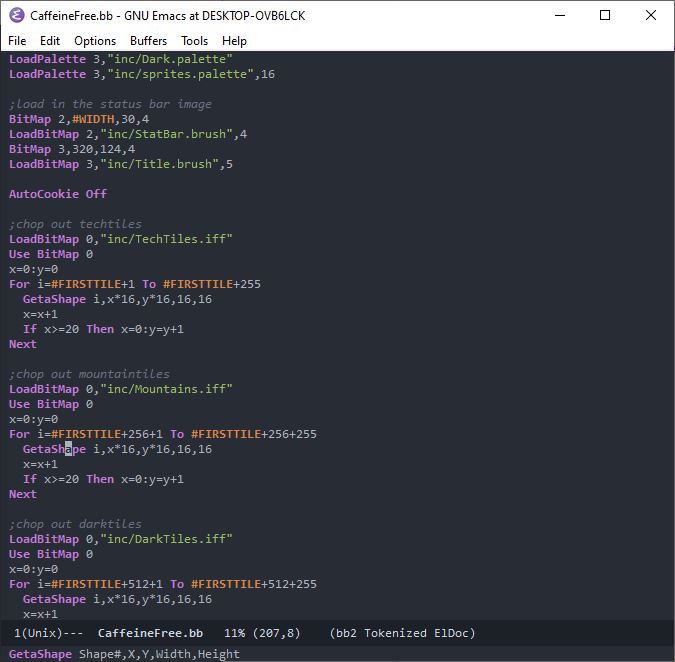 CaffeineFree.bb - GNU Emacs at DESKTOP-OVB6LCK
File Edit Options Buffers Tools Help
LoadPalette 3,"inc/Dark.palette"
LoadPalette 3,"inc/sprites.palette",16
;load in the status bar image
BitMap 2,#WIDTH,30,4
LoadBitMap 2,"inc/StatBar.brush",4
BitMap 3,320,124,4
LoadBitMap 3,"inc/Title.brush",5
AutoCookie Off
;chop out techtiles
LoadBitMap 0,"inc/TechTiles.iff"
Use BitMap 0
x=0:y=0
For i=#FIRSTTILE+1 To #FIRSTTILE+255
  GetaShape i,x*16,y*16,16,16
  x=x+1
  If x>=20 Then x=0:y=y+1
Next
;chop out mountaintiles
LoadBitMap 0,"inc/Mountains.iff"
Use BitMap 0
x=0:y=0
For i=#FIRSTTILE+256+1 To #FIRSTTILE+256+255
  GetaShape i,x*16,y*16,16,16
  x=x+1
  If x>=20 Then x=0:y=y+1
Next
;chop out darktiles
LoadBitMap 0,"inc/DarkTiles.iff"
Use BitMap 0
x=0:y=0
For i=#FIRSTTILE+512+1 To #FIRSTTILE+512+255
  GetaShape i,x*16,y*16,16,16
  x=x+1
1(Unix)--- CaffeineFree.bb 11% (207,8) (bb2 Tokenized ElDoc)
GetaShape Shape#,X,Y,Width,Height